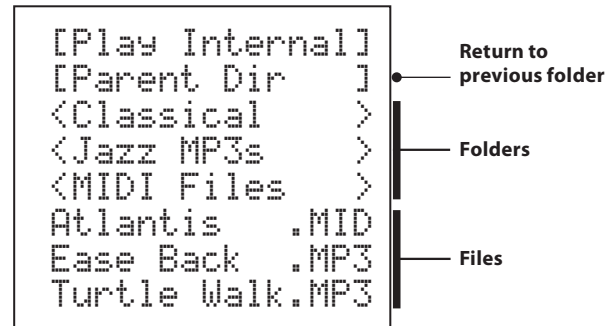 [Play Internal]
[Parent Dir ]
<Classical >
<Jazz MP3s >
<MIDI Files >
Atlantis .MID
Ease Back .MP3
Turtle Walk.MP3
Return to
previous folder
Folders
Files